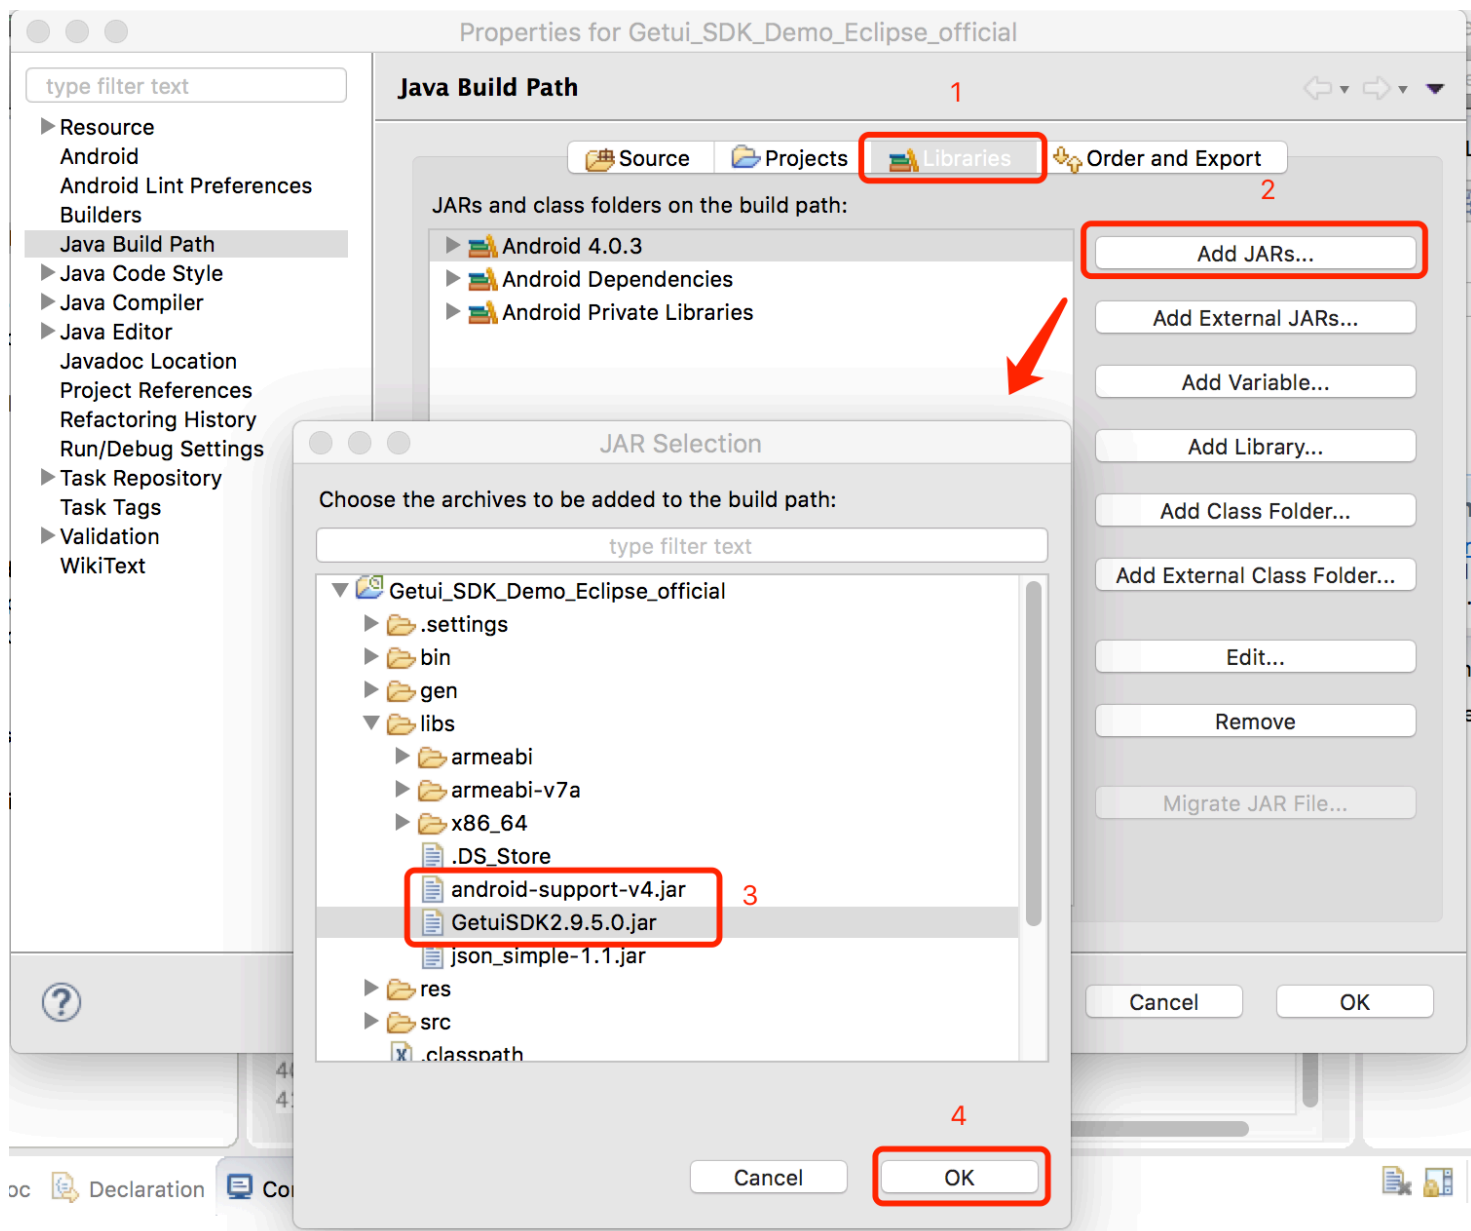 Properties for Getui_SDK_Demo_Eclipse_official
type filter text
Resource
Android
Android Lint Preferences
Builders
Java Build Path
Java Code Style
Java Compiler
Java Editor
Javadoc Location
Project References
Refactoring History
Run/Debug Settings
Task Repository
Task Tags
Validation
WikiText
Java Build Path
1
Source
Projects
Libraries
Order and Export
2
JARs and class folders on the build path:
Android 4.0.3
Android Dependencies
Android Private Libraries
Add JARs...
Add External JARs...
Add Variable...
Add Library...
Add Class Folder...
Add External Class Folder...
Edit...
Remove
Migrate JAR File...
Cancel
OK
JAR Selection
Choose the archives to be added to the build path:
type filter text
Getui_SDK_Demo_Eclipse_official
.settings
bin
gen
libs
armeabi
armeabi-v7a
x86_64
.DS_Store
android-support-v4.jar
3
GetuiSDK2.9.5.0.jar
json_simple-1.1.jar
res
src
.classpath
4
Cancel
OK
Declaration